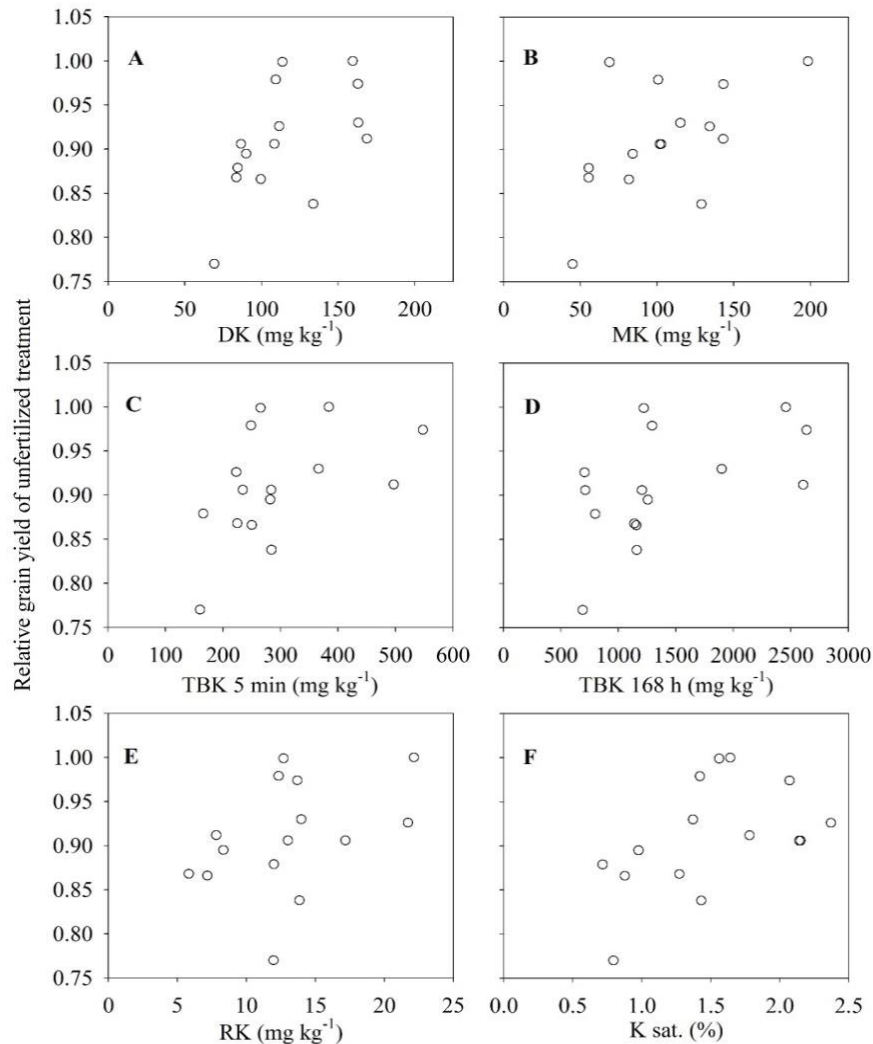 Relative grain yield of unfertilized treatment
1.05
1.00
0.95
0.90
0.85
0.80
0.75
A
0 50 100 150 200
DK (mg kg⁻¹)
B
0 50 100 150 200
MK (mg kg⁻¹)
1.05
1.00
0.95
0.90
0.85
0.80
0.75
C
0 100 200 300 400 500 600
TBK 5 min (mg kg⁻¹)
D
0 500 1000 1500 2000 2500 3000
TBK 168 h (mg kg⁻¹)
1.05
1.00
0.95
0.90
0.85
0.80
0.75
E
0 5 10 15 20 25
RK (mg kg⁻¹)
F
0.0 0.5 1.0 1.5 2.0 2.5
K sat. (%)